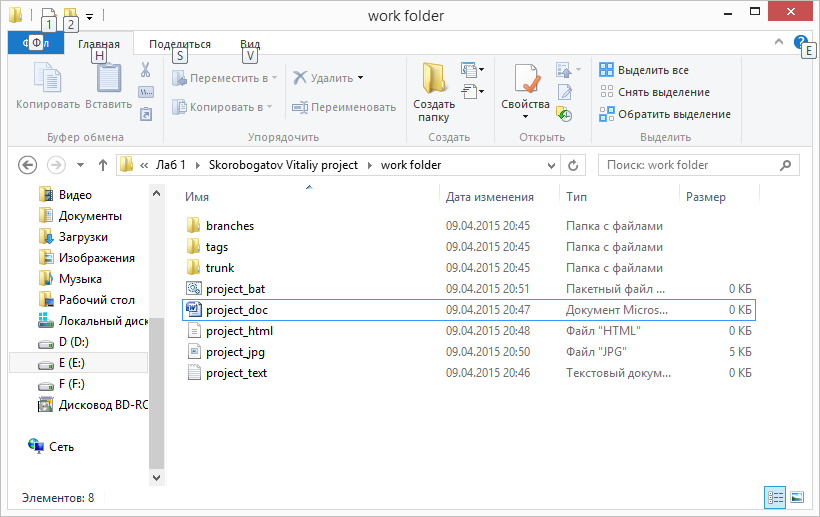 work folder
1 2
Файл Главная Поделиться Вид
Ф Н S V E
Копировать Вставить
Переместить в
Копировать в
Удалить
Переименовать
Создать папку
Свойства
Выделить все
Снять выделение
Обратить выделение
Буфер обмена Упорядочить Создать Открыть Выделить
« Лаб 1 Skorobogatov Vitaliy project work folder
Поиск: work folder
Видео
Документы
Загрузки
Изображения
Музыка
Рабочий стол
Локальный диск
D (D:)
E (E:)
F (F:)
Дисковод BD-RO
Сеть
Имя Дата изменения Тип Размер
branches 09.04.2015 20:45 Папка с файлами
tags 09.04.2015 20:45 Папка с файлами
trunk 09.04.2015 20:45 Папка с файлами
project_bat 09.04.2015 20:51 Пакетный файл ... 0 КБ
project_doc 09.04.2015 20:47 Документ Micros... 0 КБ
project_html 09.04.2015 20:48 Файл "HTML" 0 КБ
project_jpg 09.04.2015 20:50 Файл "JPG" 5 КБ
project_text 09.04.2015 20:46 Текстовый докум... 0 КБ
Элементов: 8